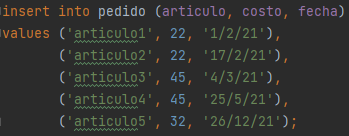 insert into pedido (articulo, costo, fecha)
values ('articulo1', 22, '1/2/21'),
('articulo2', 22, '17/2/21'),
('articulo3', 45, '4/3/21'),
('articulo4', 45, '25/5/21'),
('articulo5', 32, '26/12/21');